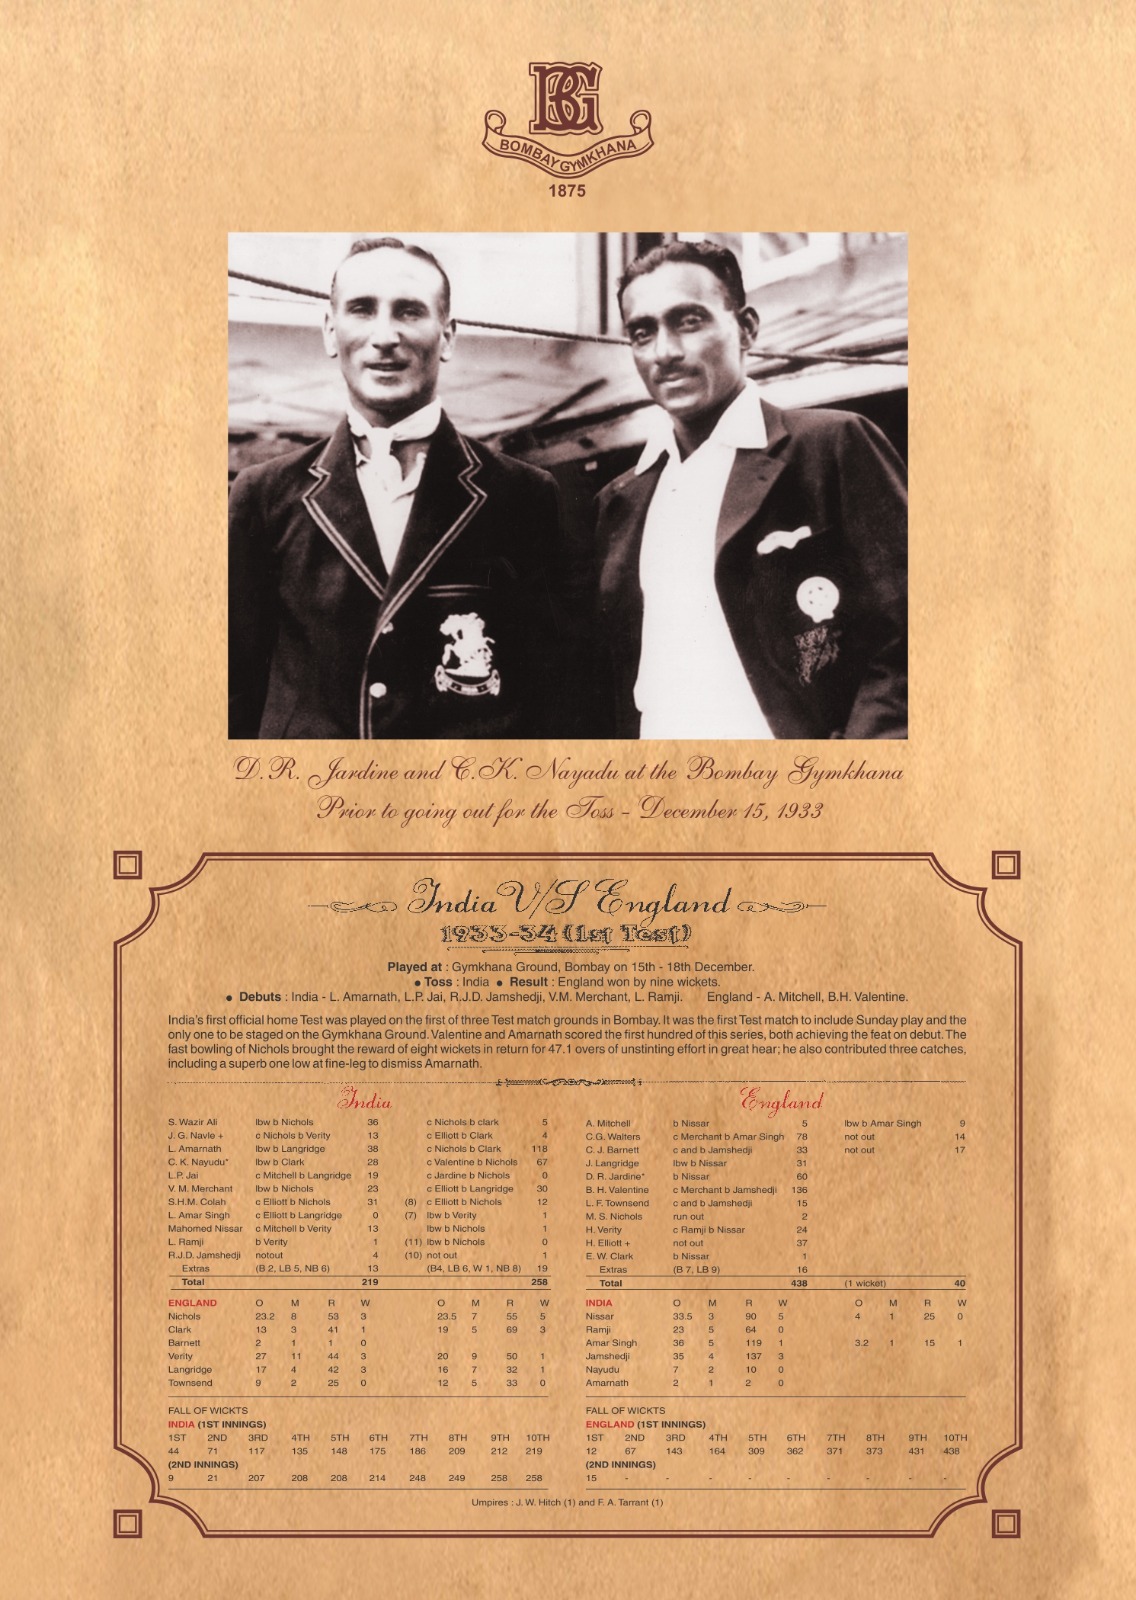 BG
BOMBAY GYMKHANA
1875
D.R. Jardine and C.K. Nayadu at the Bombay Gymkhana
Prior to going out for the Toss - December 15, 1933
India V/S England
1933-34 (1st Test)
Played at : Gymkhana Ground, Bombay on 15th - 18th December.
● Toss : India ● Result : England won by nine wickets.
● Debuts : India - L. Amarnath, L.P. Jai, R.J.D. Jamshedji, V.M. Merchant, L. Ramji. England - A. Mitchell, B.H. Valentine.
India's first official home Test was played on the first of three Test match grounds in Bombay. It was the first Test match to include Sunday play and the
only one to be staged on the Gymkhana Ground. Valentine and Amarnath scored the first hundred of this series, both achieving the feat on debut. The
fast bowling of Nichols brought the reward of eight wickets in return for 47.1 overs of unstinting effort in great hear; he also contributed three catches,
including a superb one low at fine-leg to dismiss Amarnath.
India
S. Wazir Ali lbw b Nichols 36 c Nichols b clark 5
J. G. Navle + c Nichols b Verity 13 c Elliott b Clark 4
L. Amarnath lbw b Langridge 38 c Nichols b Clark 118
C. K. Nayudu* lbw b Clark 28 c Valentine b Nichols 67
L.P. Jai c Mitchell b Langridge 19 c Jardine b Nichols 0
V. M. Merchant lbw b Nichols 23 c Elliott b Langridge 30
S.H.M. Colah c Elliott b Nichols 31 (8) c Elliott b Nichols 12
L. Amar Singh c Elliott b Langridge 0 (7) lbw b Verity 1
Mahomed Nissar c Mitchell b Verity 13 lbw b Nichols 1
L. Ramji b Verity 1 (11) lbw b Nichols 0
R.J.D. Jamshedji notout 4 (10) not out 1
Extras (B 2, LB 5, NB 6) 13 (B4, LB 6, W 1, NB 8) 19
Total 219 258
ENGLAND O M R W O M R W
Nichols 23.2 8 53 3 23.5 7 55 5
Clark 13 3 41 1 19 5 69 3
Barnett 2 1 1 0
Verity 27 11 44 3 20 9 50 1
Langridge 17 4 42 3 16 7 32 1
Townsend 9 2 25 0 12 5 33 0
FALL OF WICKTS
INDIA (1ST INNINGS)
1ST 2ND 3RD 4TH 5TH 6TH 7TH 8TH 9TH 10TH
44 71 117 135 148 175 186 209 212 219
(2ND INNINGS)
9 21 207 208 208 214 248 249 258 258
England
A. Mitchell b Nissar 5 lbw b Amar Singh 9
C.G. Walters c Merchant b Amar Singh 78 not out 14
C. J. Barnett c and b Jamshedji 33 not out 17
J. Langridge lbw b Nissar 31
D. R. Jardine* b Nissar 60
B. H. Valentine c Merchant b Jamshedji 136
L. F. Townsend c and b Jamshedji 15
M. S. Nichols run out 2
H. Verity c Ramji b Nissar 24
H. Elliott + not out 37
E. W. Clark b Nissar 1
Extras (B 7, LB 9) 16
Total 438 (1 wicket) 40
INDIA O M R W O M R W
Nissar 33.5 3 90 5 4 1 25 0
Ramji 23 5 64 0
Amar Singh 36 5 119 1 3.2 1 15 1
Jamshedji 35 4 137 3
Nayudu 7 2 10 0
Amarnath 2 1 2 0
FALL OF WICKTS
ENGLAND (1ST INNINGS)
1ST 2ND 3RD 4TH 5TH 6TH 7TH 8TH 9TH 10TH
12 67 143 164 309 362 371 373 431 438
(2ND INNINGS)
15 - - - - - - - - -
Umpires : J. W. Hitch (1) and F. A. Tarrant (1)